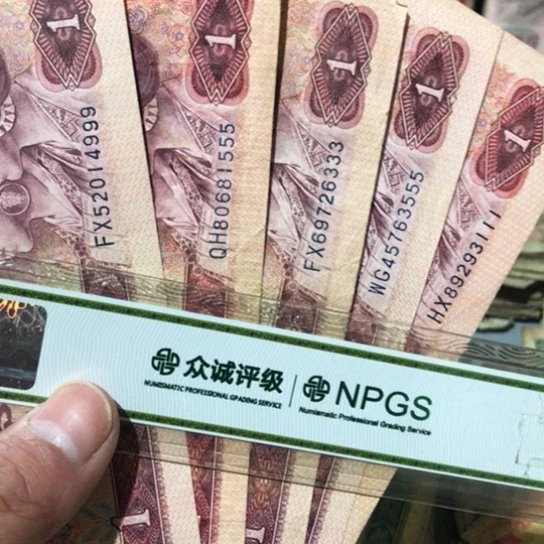 1
1
1
1
1
FX52014999
QH80681555
FX69726333
WG45763555
HX89293111
众诚评级
NUMISMATIC PROFESSIONAL GRADING SERVICE
NPGS
Numismatic Professional Grading Service
1
1